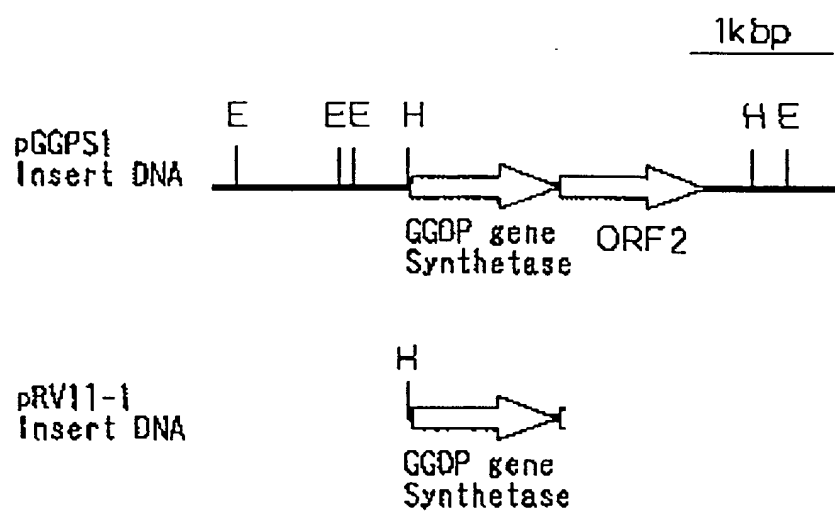 1kbp
E EE H H E
pGGPS1
Insert DNA
GGDP gene
Synthetase
ORF2
H
pRV11-1
Insert DNA
GGDP gene
Synthetase